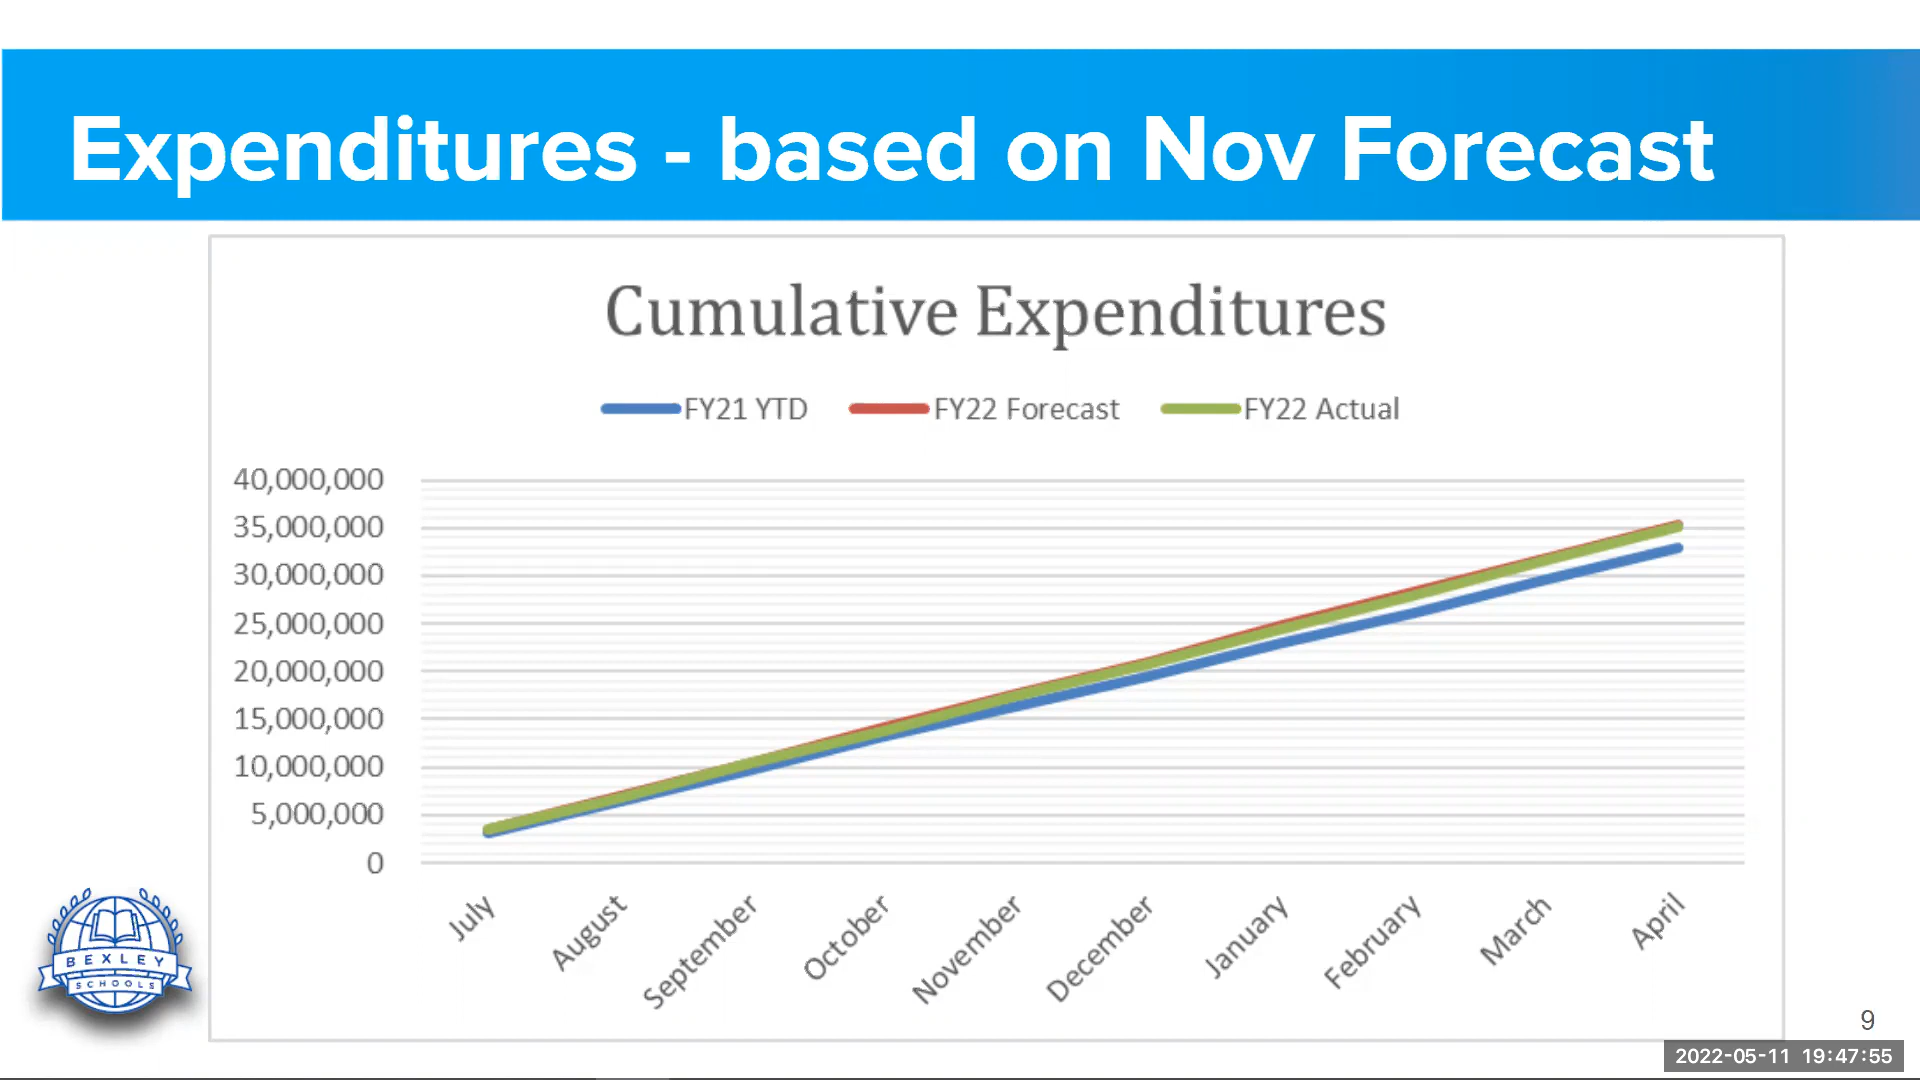 Expenditures - based on Nov Forecast
Cumulative Expenditures
FY21 YTD FY22 Forecast FY22 Actual
40,000,000
35,000,000
30,000,000
25,000,000
20,000,000
15,000,000
10,000,000
5,000,000
0
July August September October November December January February March April
BEXLEY
SCHOOLS
9
2022-05-11 19:47:55